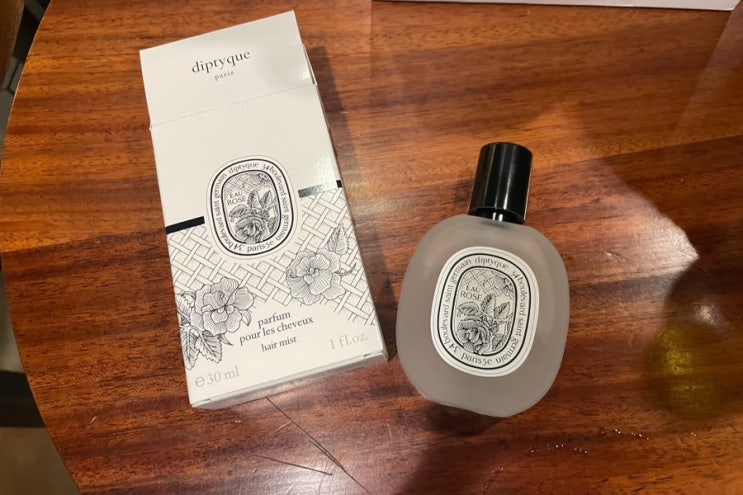 diptyque
paris
diptyque 34 boulevard saint germain paris 5e
EAU
ROSE
parfum
pour les cheveux
hair mist
℮30 ml
1 fl.oz.
diptyque 34 boulevard saint germain paris 5e
EAU
ROSE